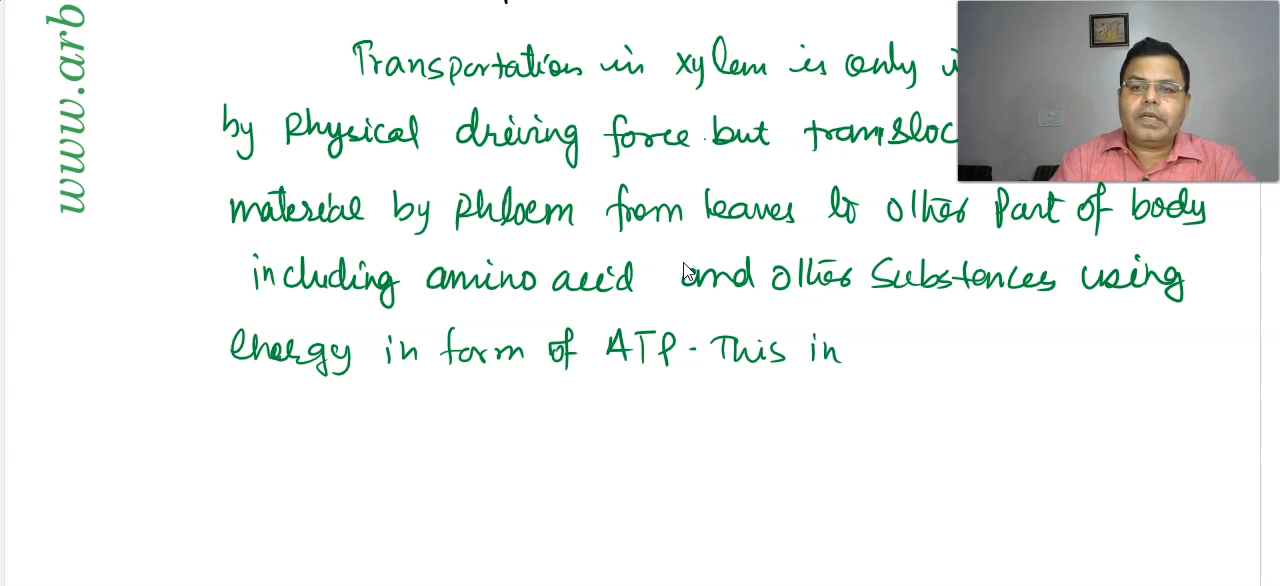 www.arb
Transportation in xylem is only
by Physical driving force but transloc
material by phloem from leaves to other Part of body
including amino acid and other Substences using
energy in form of ATP. This in